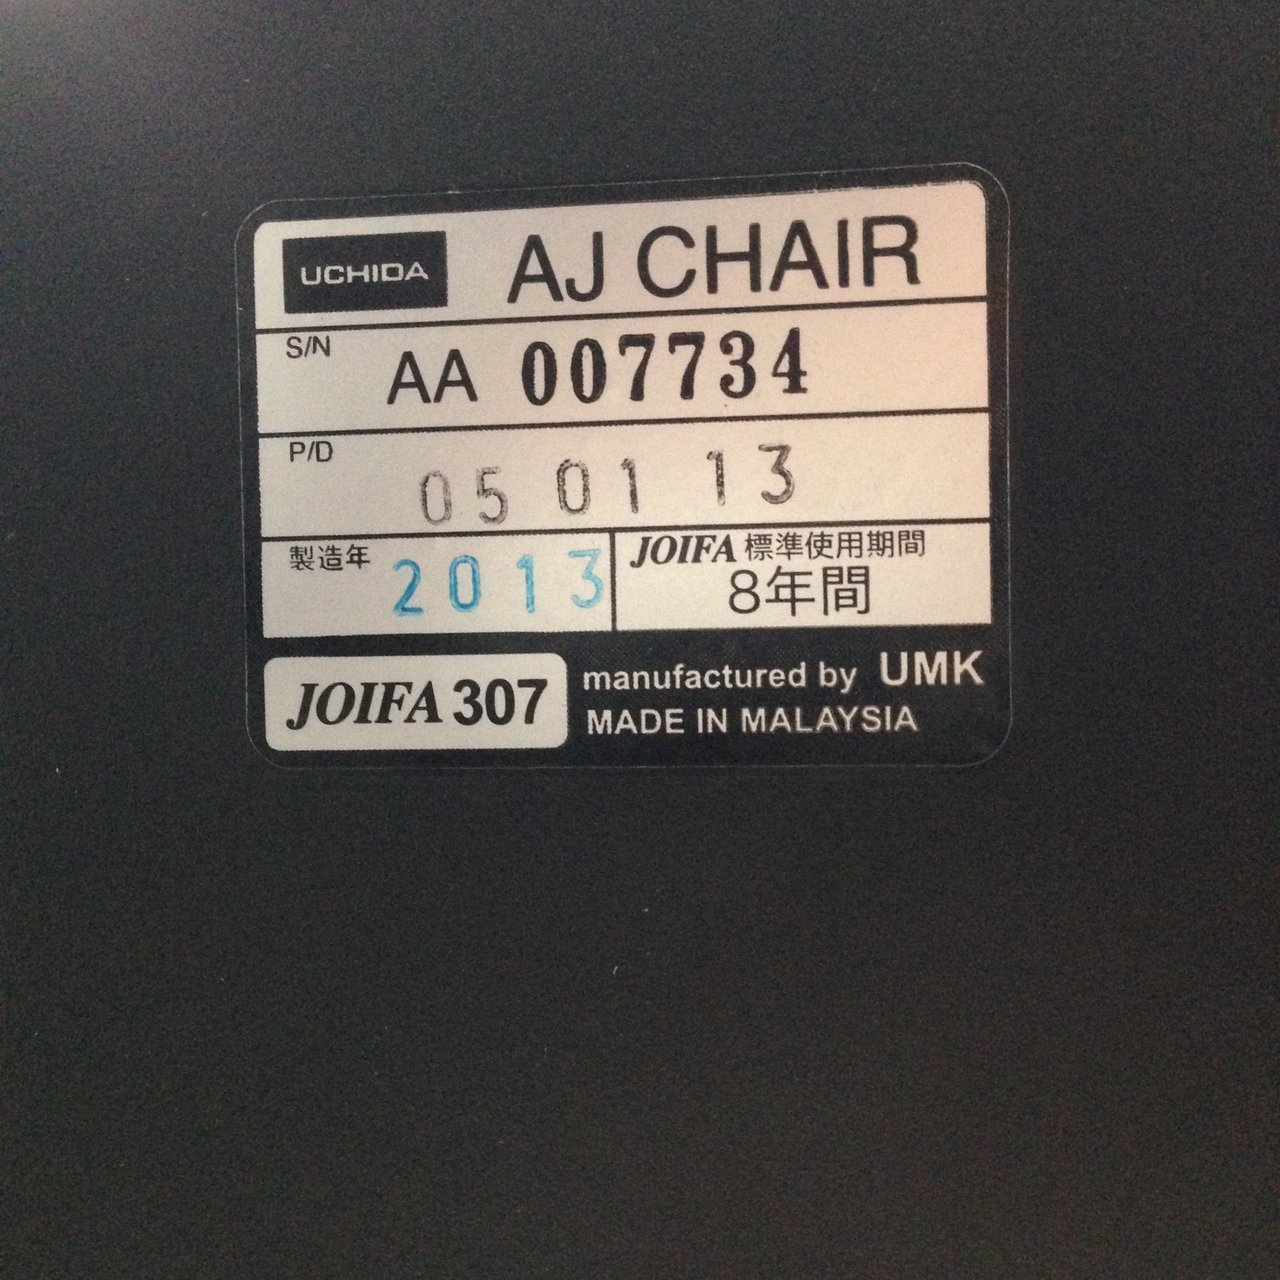 UCHIDA AJ CHAIR
S/N AA 007734
P/D 05 01 13
製造年 2013
JOIFA 標準使用期間
8年間
JOIFA 307
manufactured by UMK
MADE IN MALAYSIA